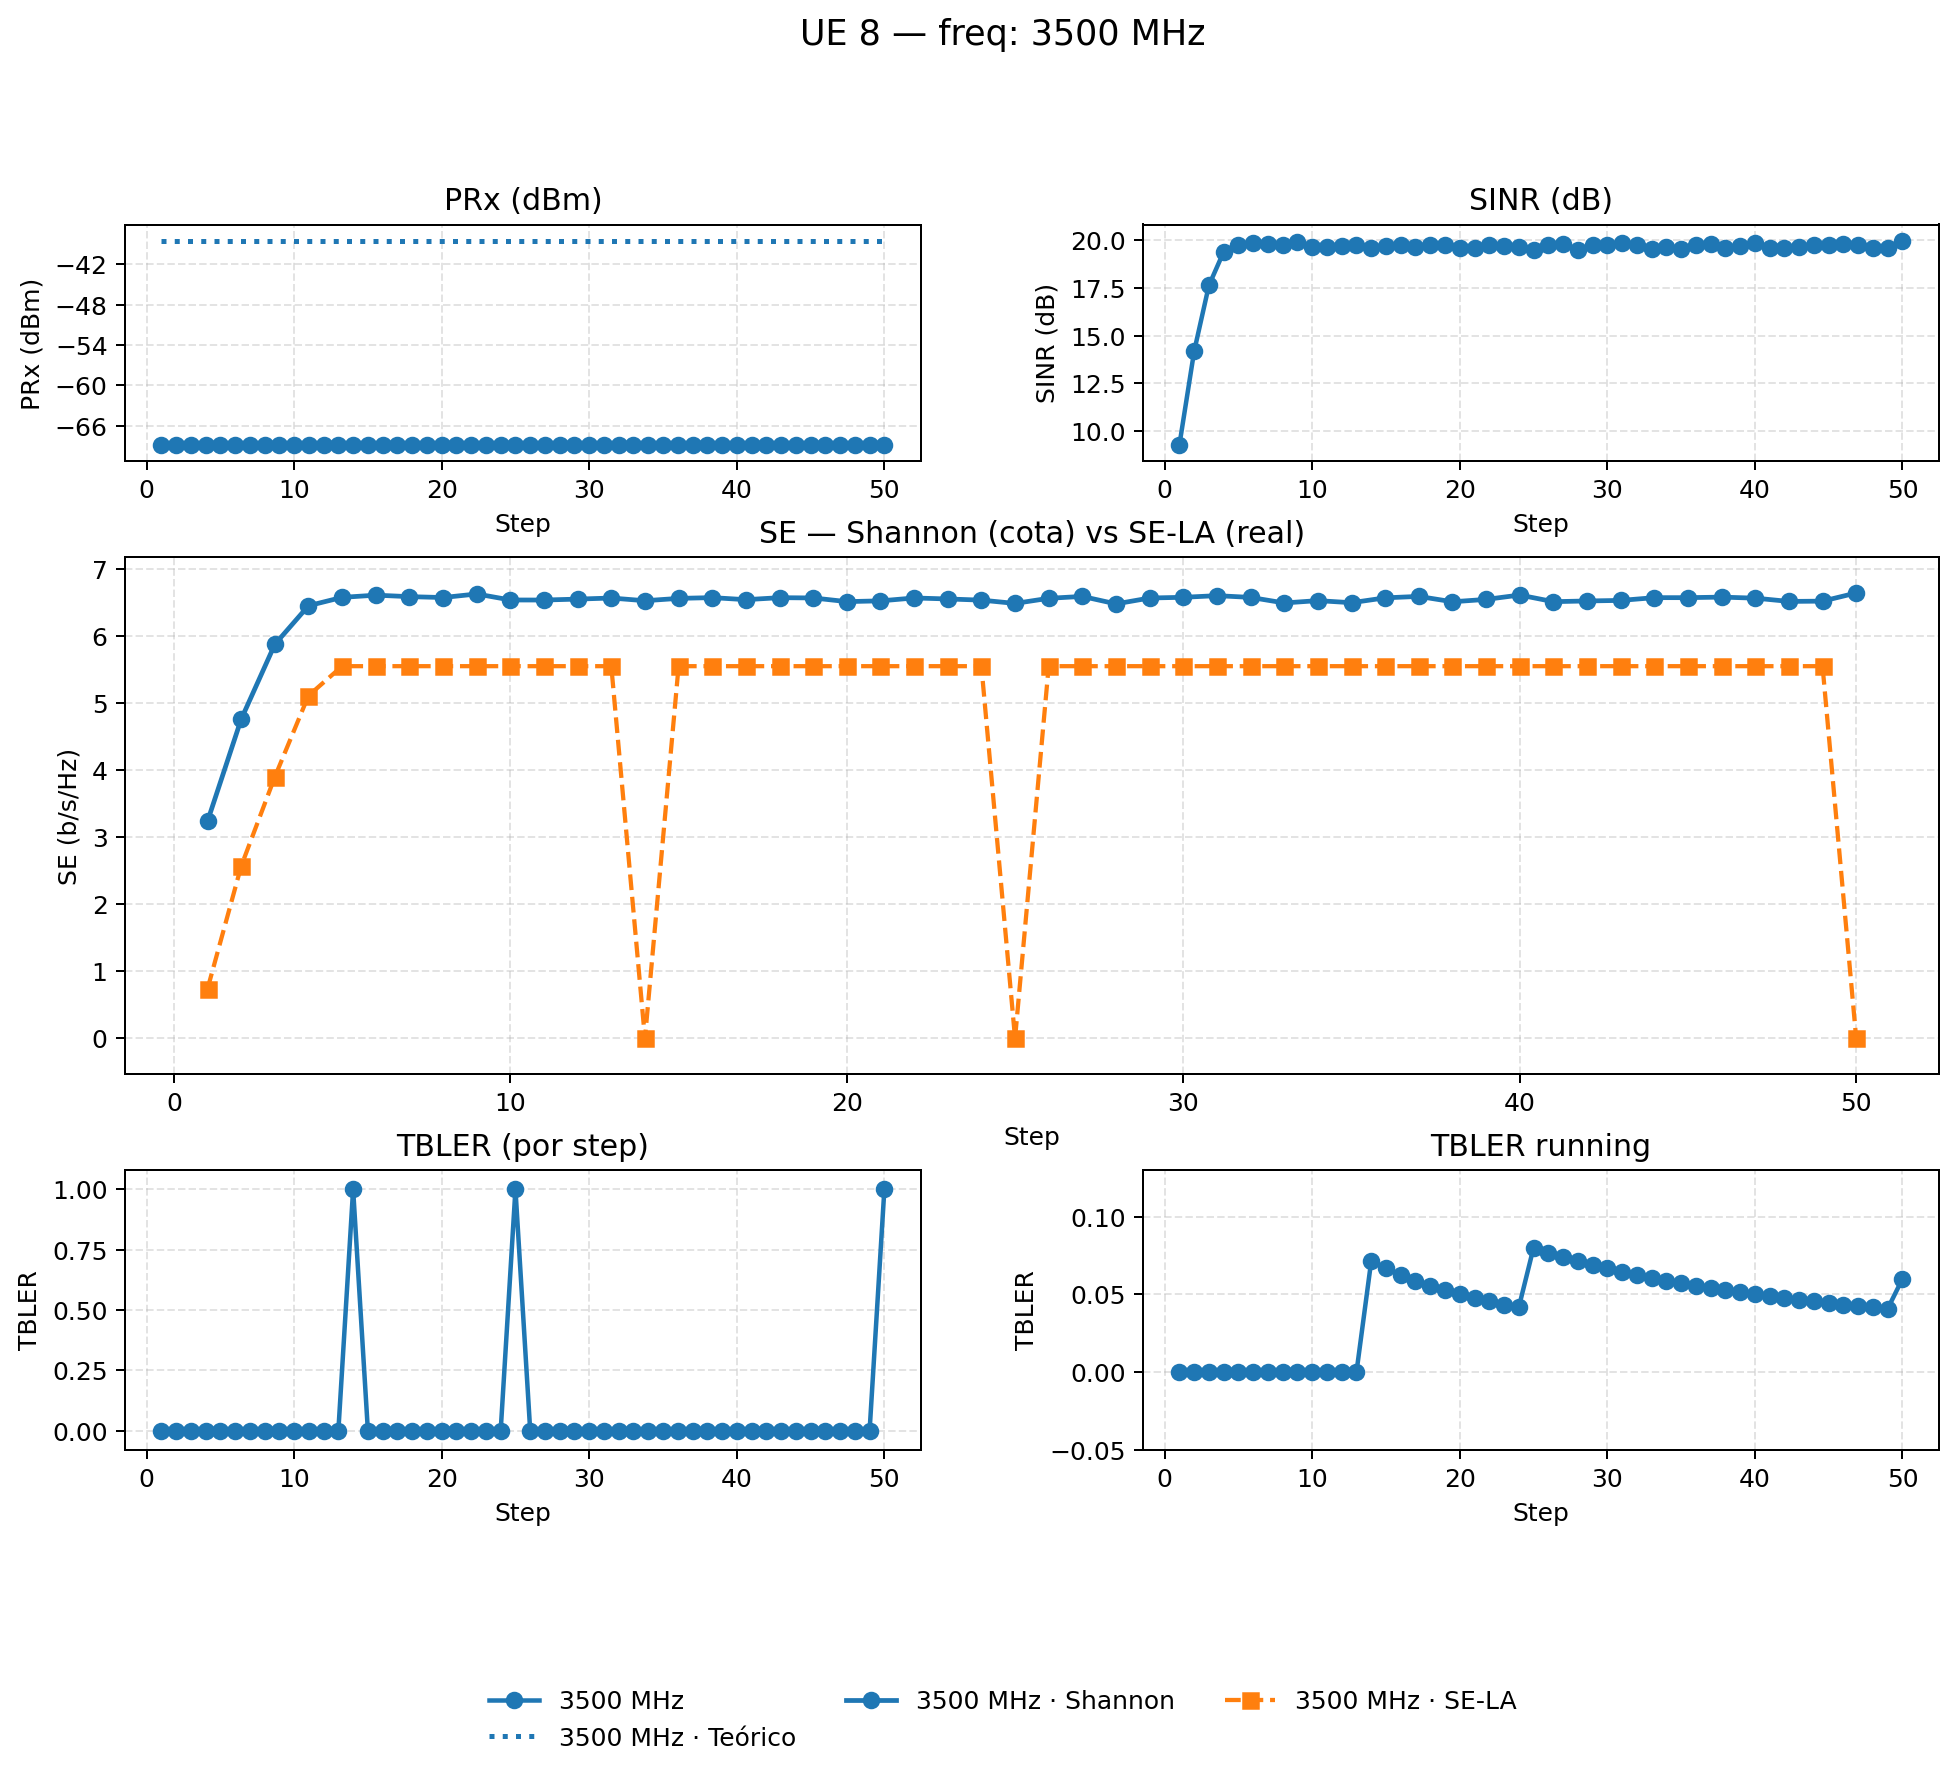 UE 8 — freq: 3500 MHz
PRx (dBm)
PRx (dBm)
−42
−48
−54
−60
−66
0 10 20 30 40 50
Step
SINR (dB)
SINR (dB)
20.0
17.5
15.0
12.5
10.0
0 10 20 30 40 50
Step
SE — Shannon (cota) vs SE-LA (real)
SE (b/s/Hz)
7
6
5
4
3
2
1
0
0 10 20 30 40 50
Step
TBLER (por step)
TBLER
1.00
0.75
0.50
0.25
0.00
0 10 20 30 40 50
Step
TBLER running
TBLER
0.10
0.05
0.00
−0.05
0 10 20 30 40 50
Step
3500 MHz
3500 MHz · Teórico
3500 MHz · Shannon
3500 MHz · SE-LA